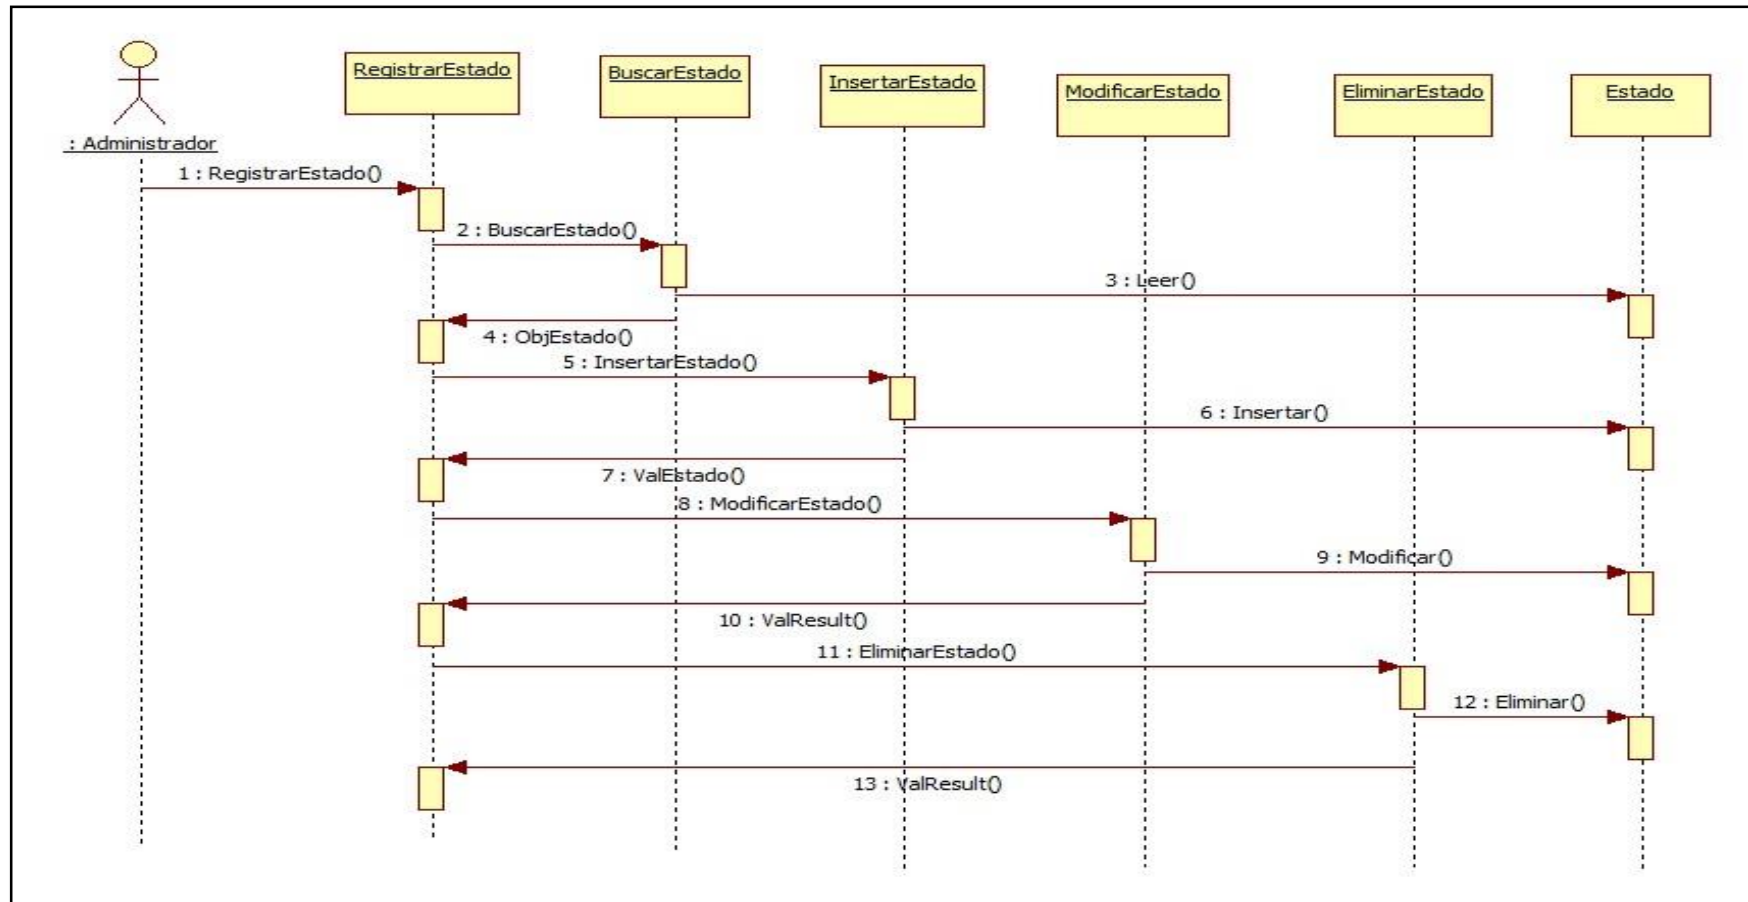 RegistrarEstado
BuscarEstado
InsertarEstado
ModificarEstado
EliminarEstado
Estado
: Administrador
1 : RegistrarEstado()
2 : BuscarEstado()
3 : Leer()
4 : ObjEstado()
5 : InsertarEstado()
6 : Insertar()
7 : ValEstado()
8 : ModificarEstado()
9 : Modificar()
10 : ValResult()
11 : EliminarEstado()
12 : Eliminar()
13 : ValResult()